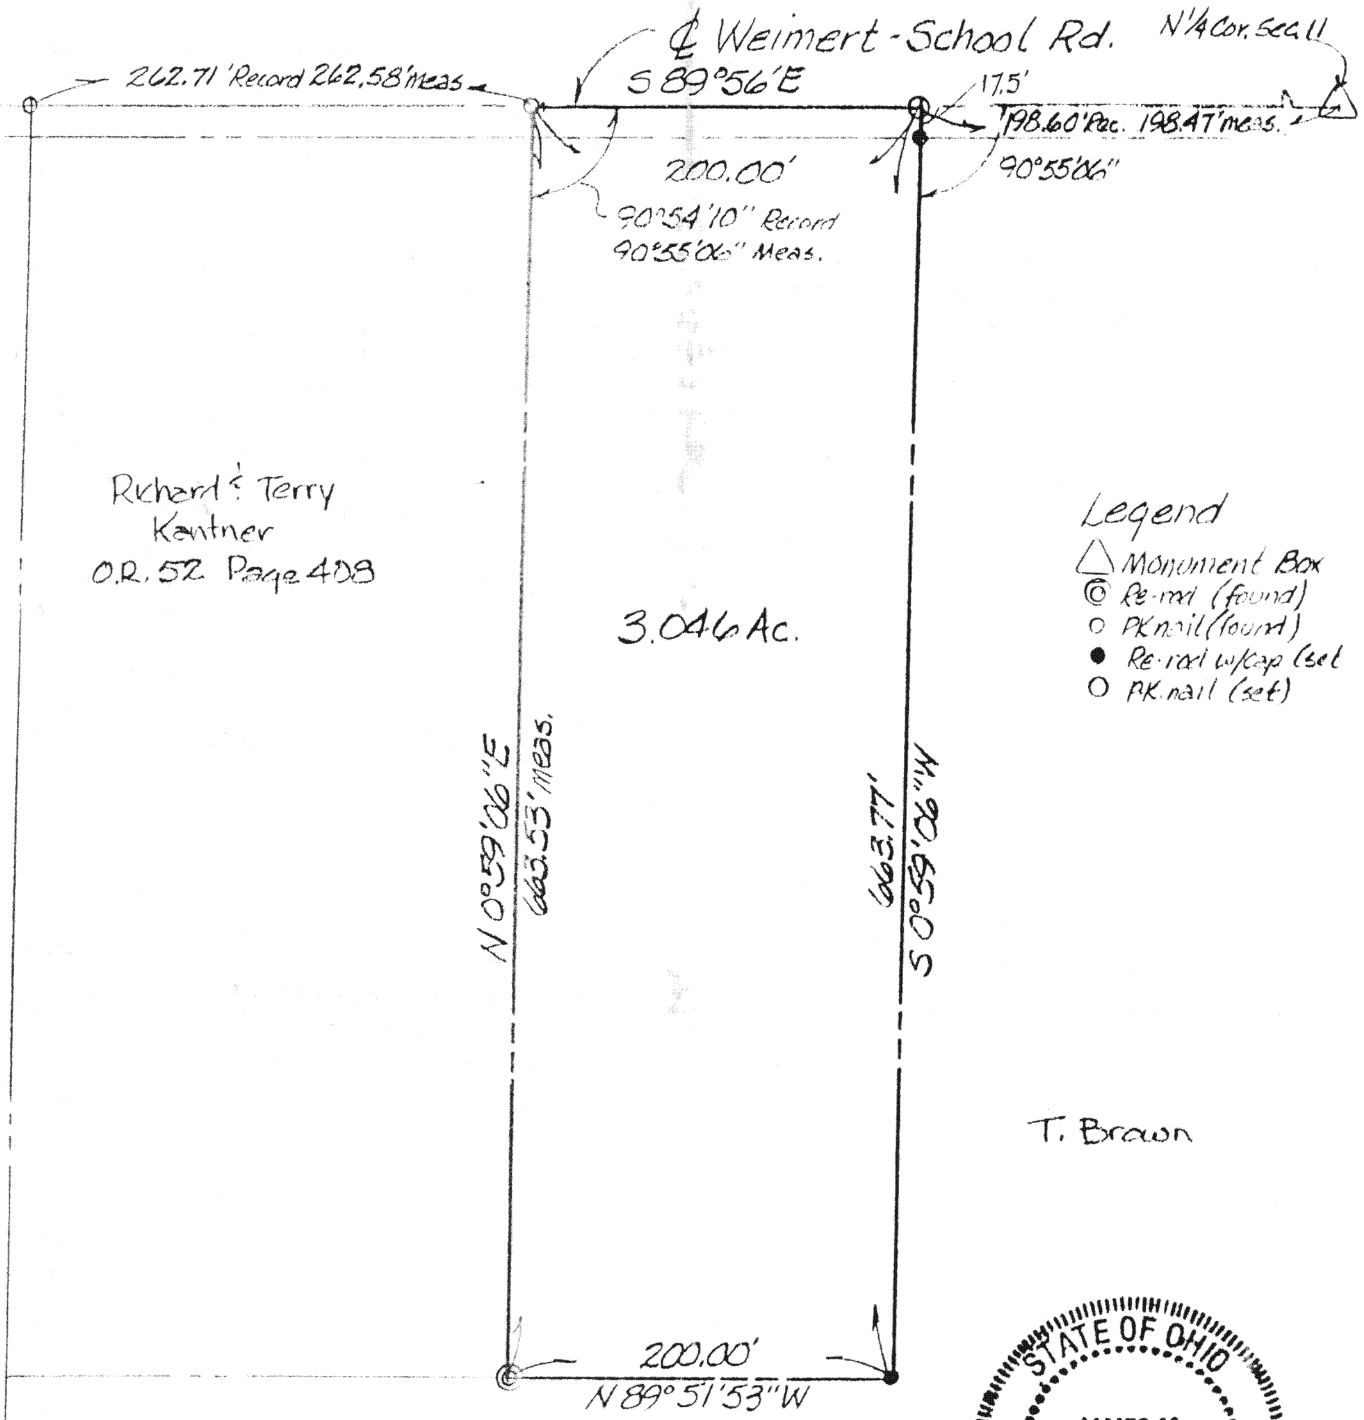 ℄ Weimert-School Rd.
N 1/4 Cor. Sec. 11
262.71' Record 262.58' Meas
S 89°56' E
17.5'
198.60' Rec. 198.47' meas.
200.00'
90°55'06"
90°54'10" Record
90°55'06" Meas.
Richard & Terry
Kantner
O.R. 52 Page 408
Legend
Monument Box
Re-rod (found)
PK nail (found)
Re-rod w/cap (set
P.K. nail (set)
3.046 Ac.
N 0°59'06" E
663.53' meas.
663.77'
S 0°59'06" W
T. Brown
200.00'
N 89°51'53" W
STATE OF OHIO